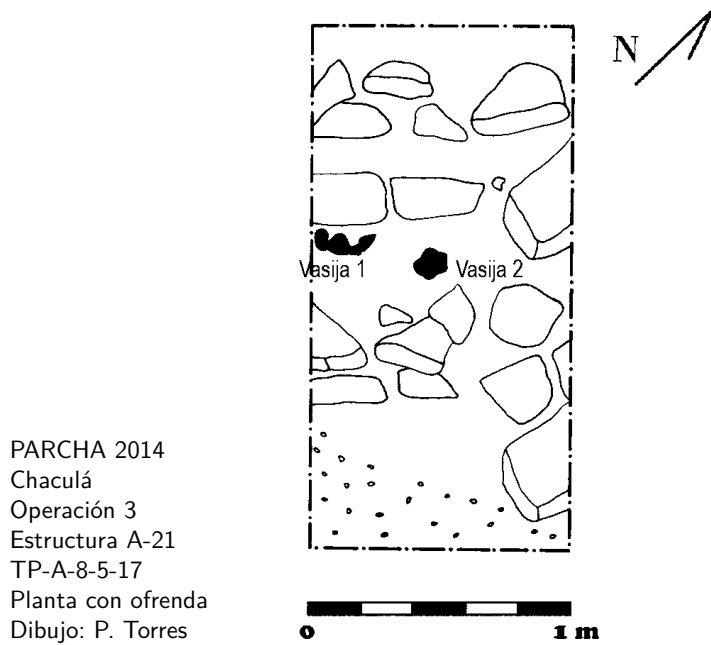 N
Vasija 1
Vasija 2
PARCHA 2014
Chaculá
Operación 3
Estructura A-21
TP-A-8-5-17
Planta con ofrenda
Dibujo: P. Torres
0
1 m